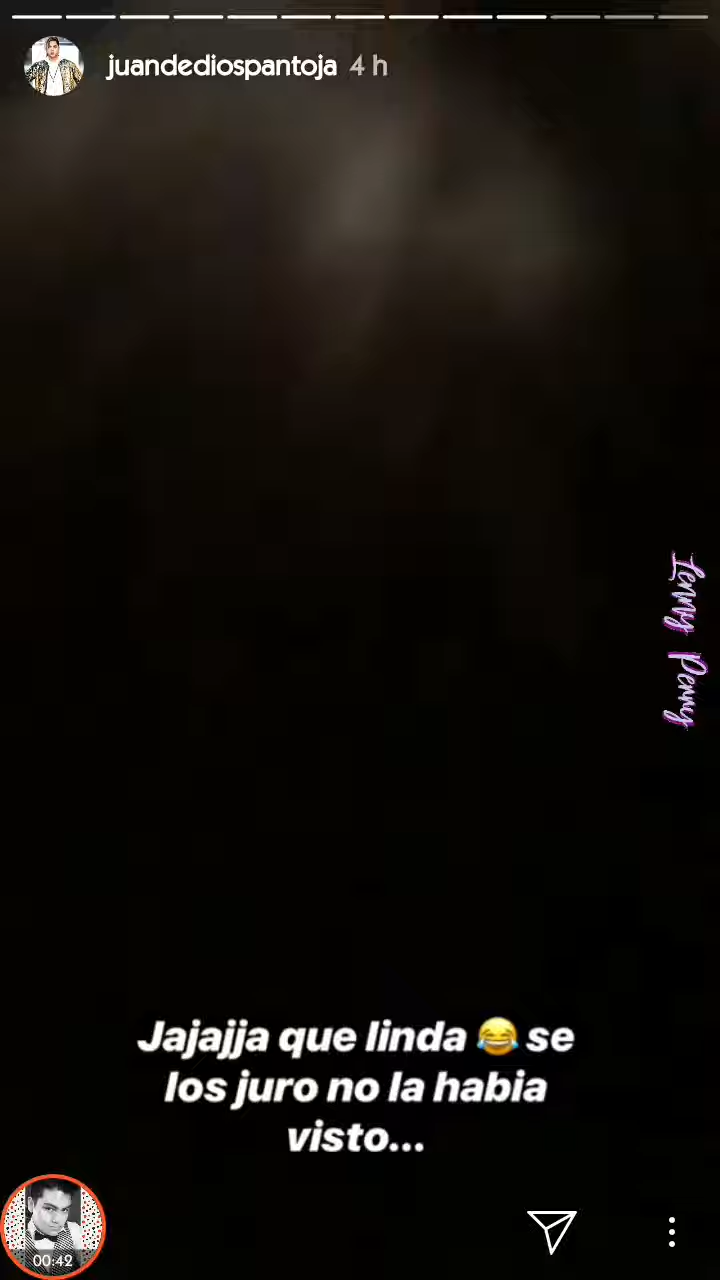 juandediospantoja 4 h
Lenny Penny
Jajajja que linda 😂 se
los juro no la habia
visto...
00:42